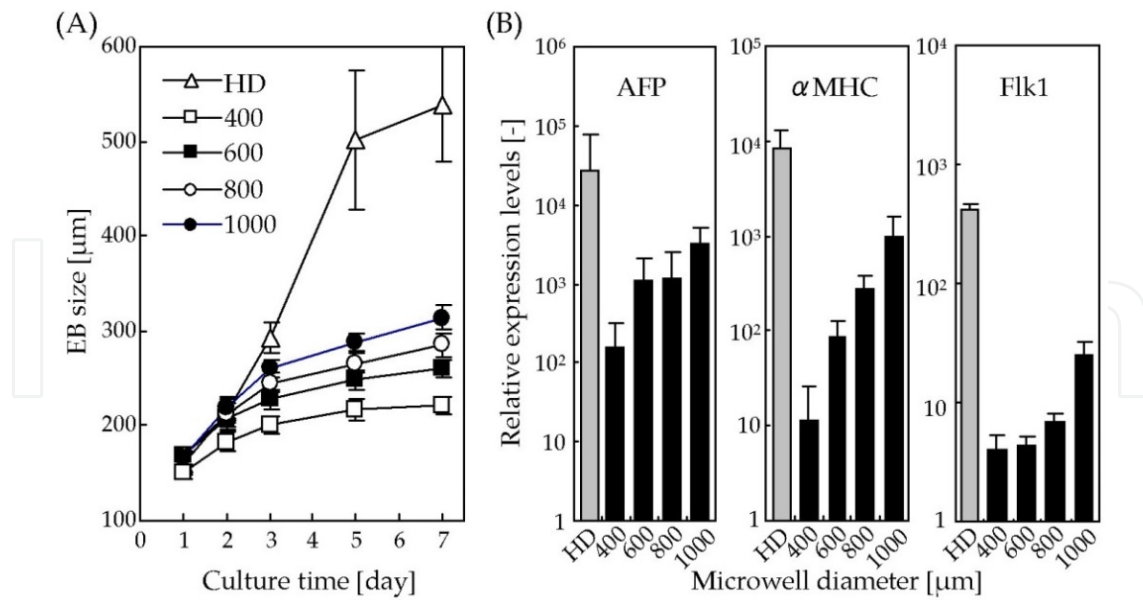 (A)
600
500
400
300
200
100
EB size [µm]
HD
400
600
800
1000
0 1 2 3 4 5 6 7
Culture time [day]
(B)
Relative expression levels [-]
10⁶
10⁵
10⁴
10³
10²
10
1
AFP
HD 400 600 800 1000
10⁵
10⁴
10³
10²
10
1
αMHC
HD 400 600 800 1000
10⁴
10³
10²
10
1
Flk1
HD 400 600 800 1000
Microwell diameter [µm]